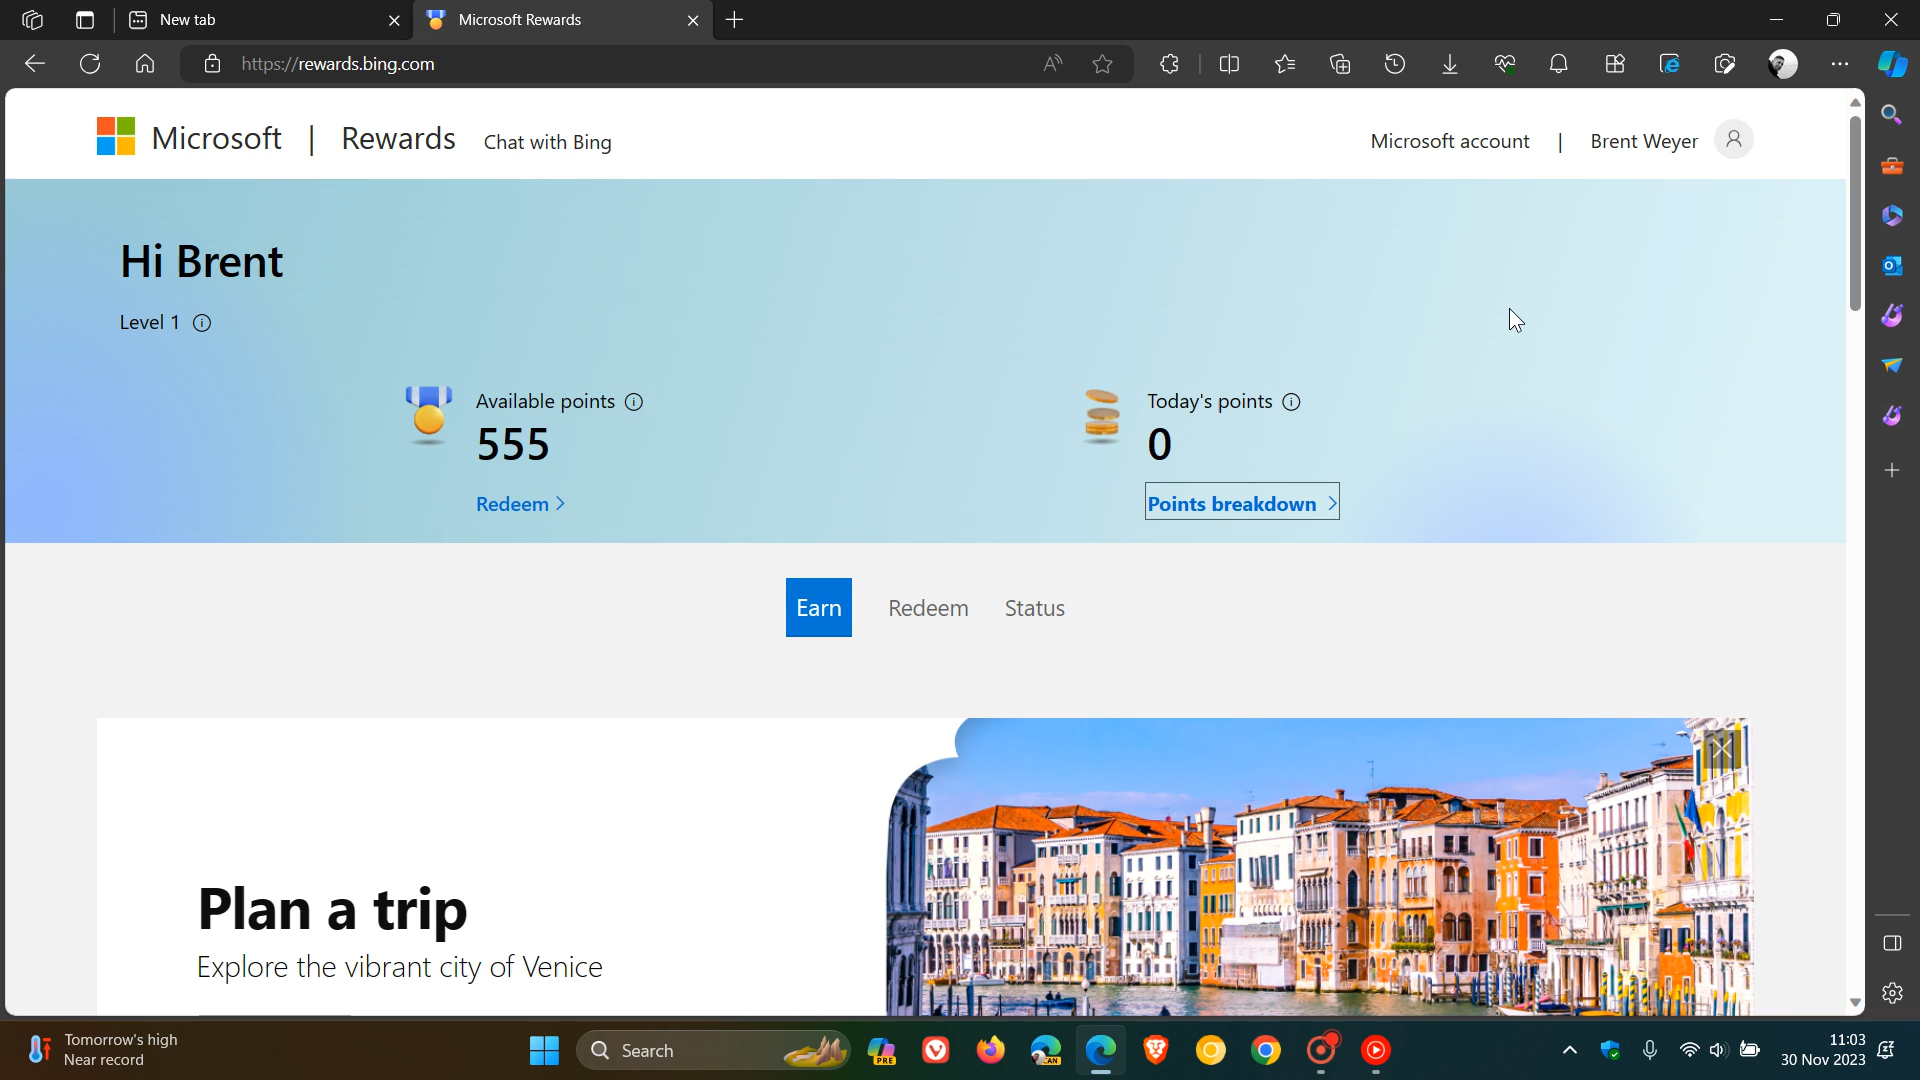 New tab
Microsoft Rewards
https://rewards.bing.com
Microsoft | Rewards Chat with Bing
Microsoft account | Brent Weyer
Hi Brent
Level 1
Available points
555
Redeem >
Today's points
0
Points breakdown >
Earn Redeem Status
Plan a trip
Explore the vibrant city of Venice
Tomorrow's high
Near record
Search
PRE
CAN
11:03
30 Nov 2023